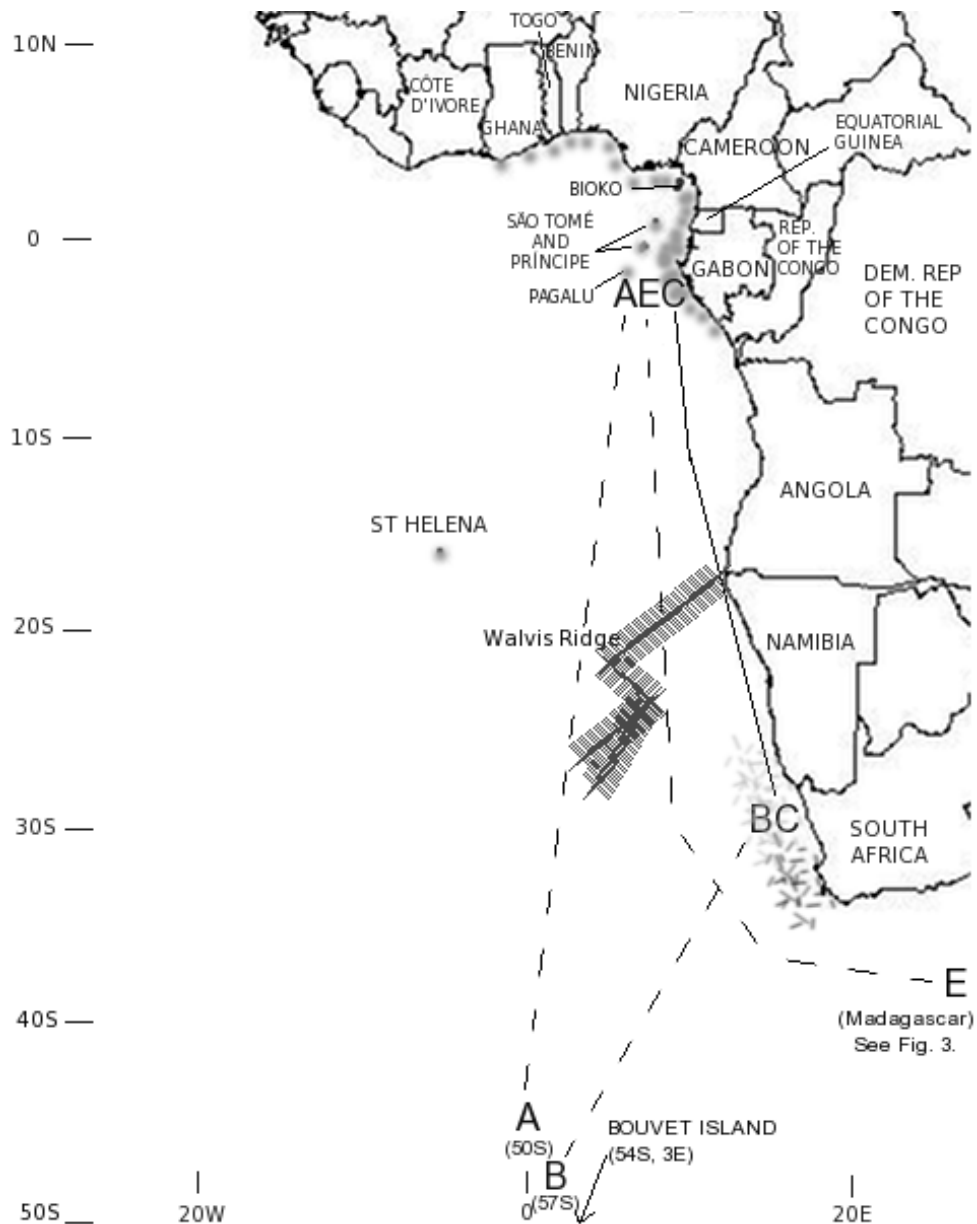 TOGO
10N
BENIN
CÔTE
D'IVORE
NIGERIA
GHANA
EQUATORIAL
GUINEA
CAMEROON
BIOKO
SÃO TOMÉ
AND
PRÍNCIPE
0
REP.
OF THE
CONGO
GABON
DEM. REP
OF THE
CONGO
PAGALU
AEC
10S
ANGOLA
ST HELENA
20S
Walvis Ridge
NAMIBIA
30S
BC
SOUTH
AFRICA
E
(Madagascar)
See Fig. 3.
40S
A
(50S)
BOUVET ISLAND
(54S, 3E)
B
(57S)
50S
20W
0
20E